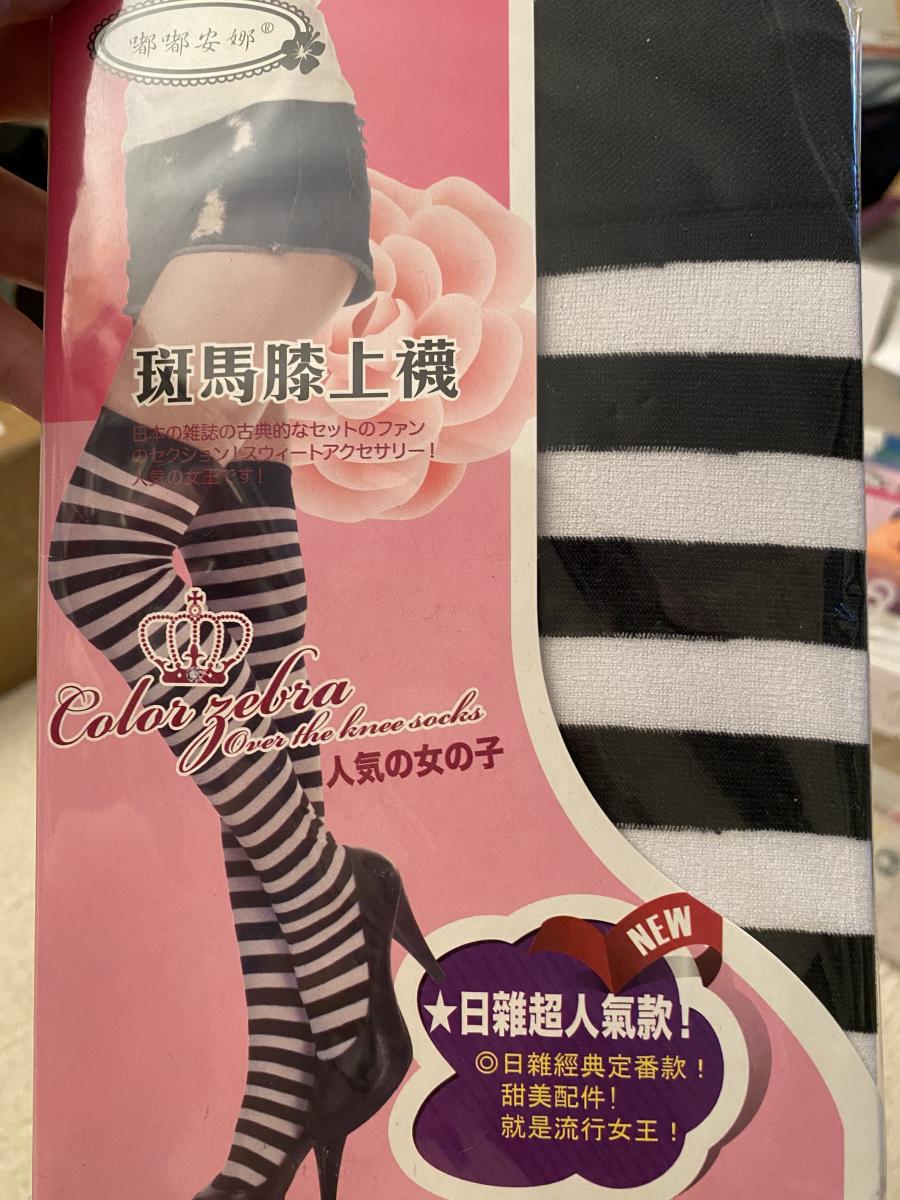 嘟嘟安娜®
斑馬膝上襪
日本の雑誌の古典的なセットのファン
のセクション!スウィートアクセサリー!
人気の女王です!
Color zebra
Over the knee socks
人気の女の子
NEW
★日雜超人氣款!
◎日雜經典定番款!
甜美配件!
就是流行女王!